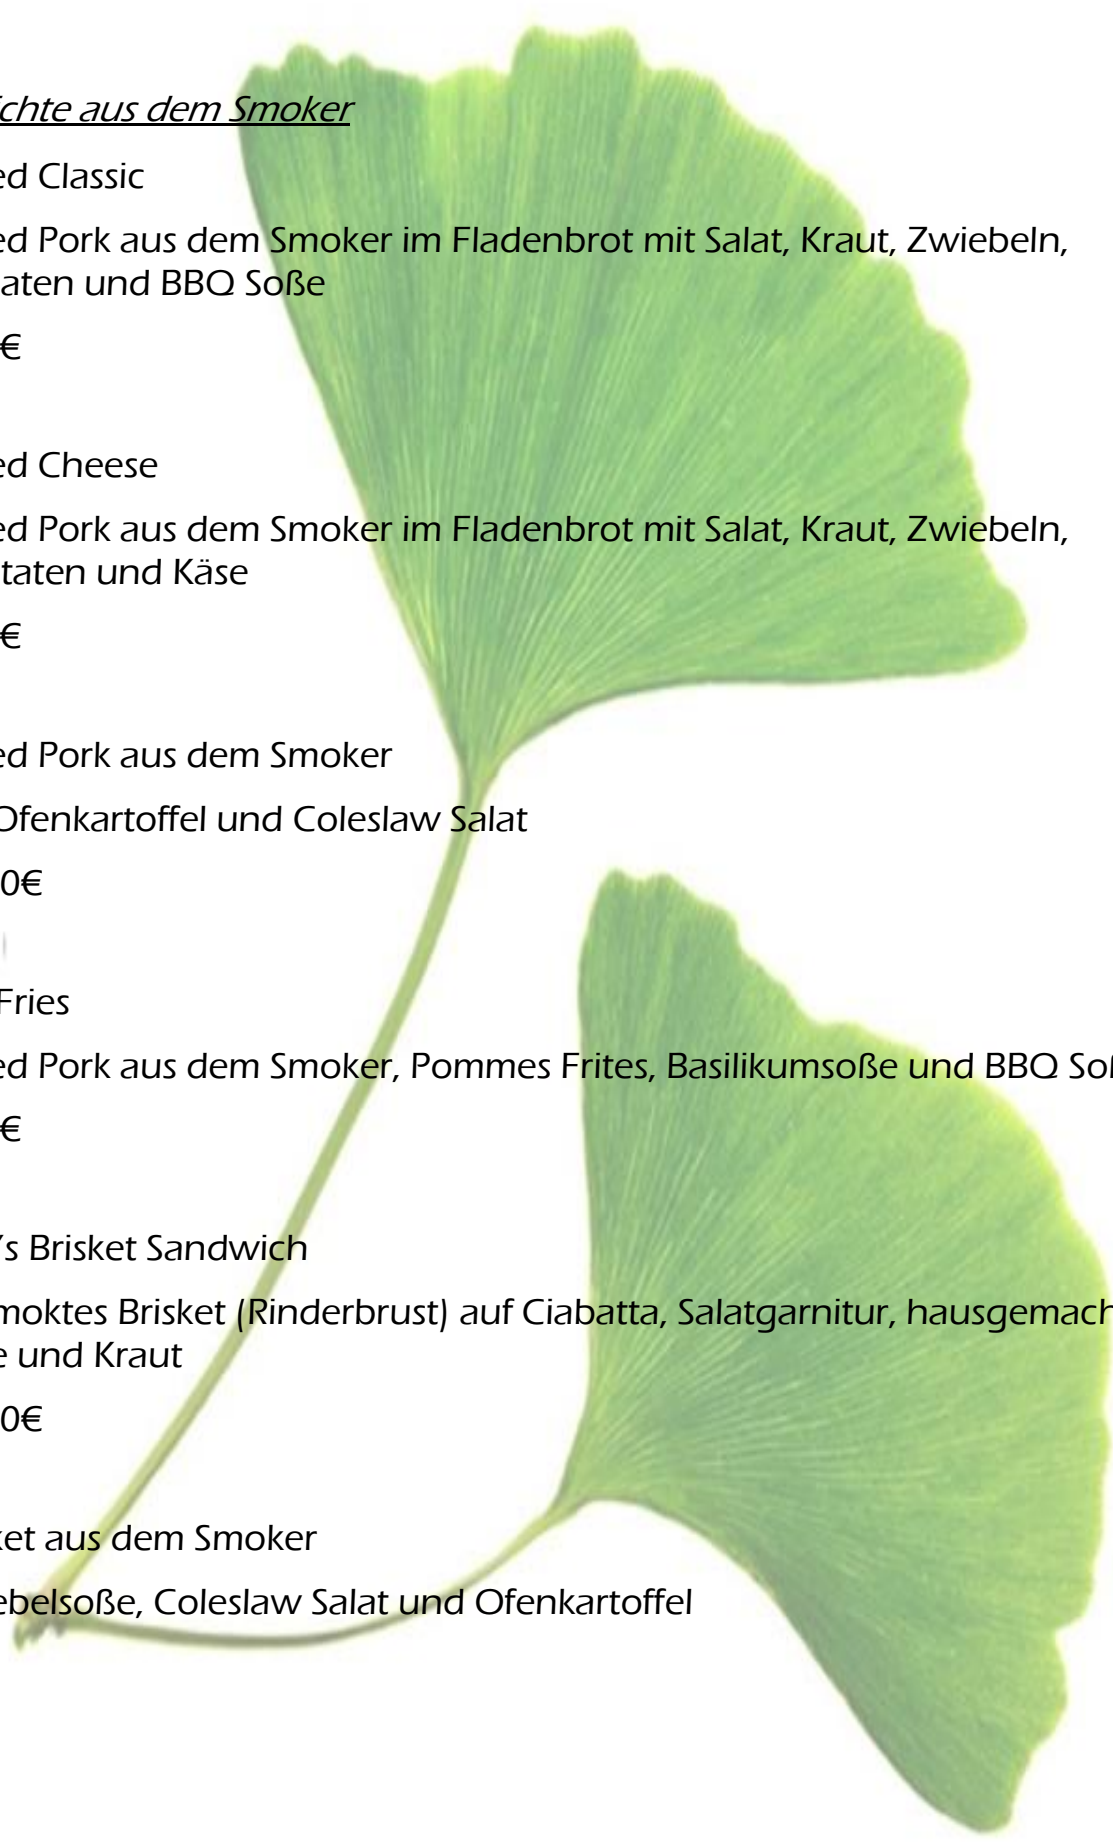 chte aus dem Smoker
ed Classic
ed Pork aus dem Smoker im Fladenbrot mit Salat, Kraut, Zwiebeln,
aten und BBQ Soße
€
ed Cheese
ed Pork aus dem Smoker im Fladenbrot mit Salat, Kraut, Zwiebeln,
taten und Käse
€
ed Pork aus dem Smoker
Ofenkartoffel und Coleslaw Salat
0€
Fries
ed Pork aus dem Smoker, Pommes Frites, Basilikumsoße und BBQ So
€
's Brisket Sandwich
moktes Brisket (Rinderbrust) auf Ciabatta, Salatgarnitur, hausgemach
e und Kraut
0€
ket aus dem Smoker
ebelsoße, Coleslaw Salat und Ofenkartoffel